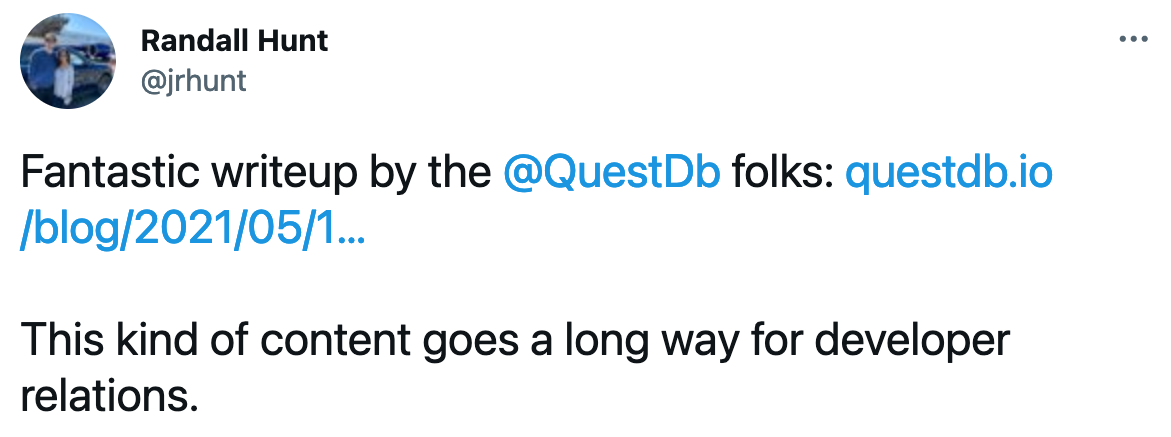 Randall Hunt
@jrhunt
Fantastic writeup by the @QuestDb folks: questdb.io
/blog/2021/05/1...
This kind of content goes a long way for developer
relations.